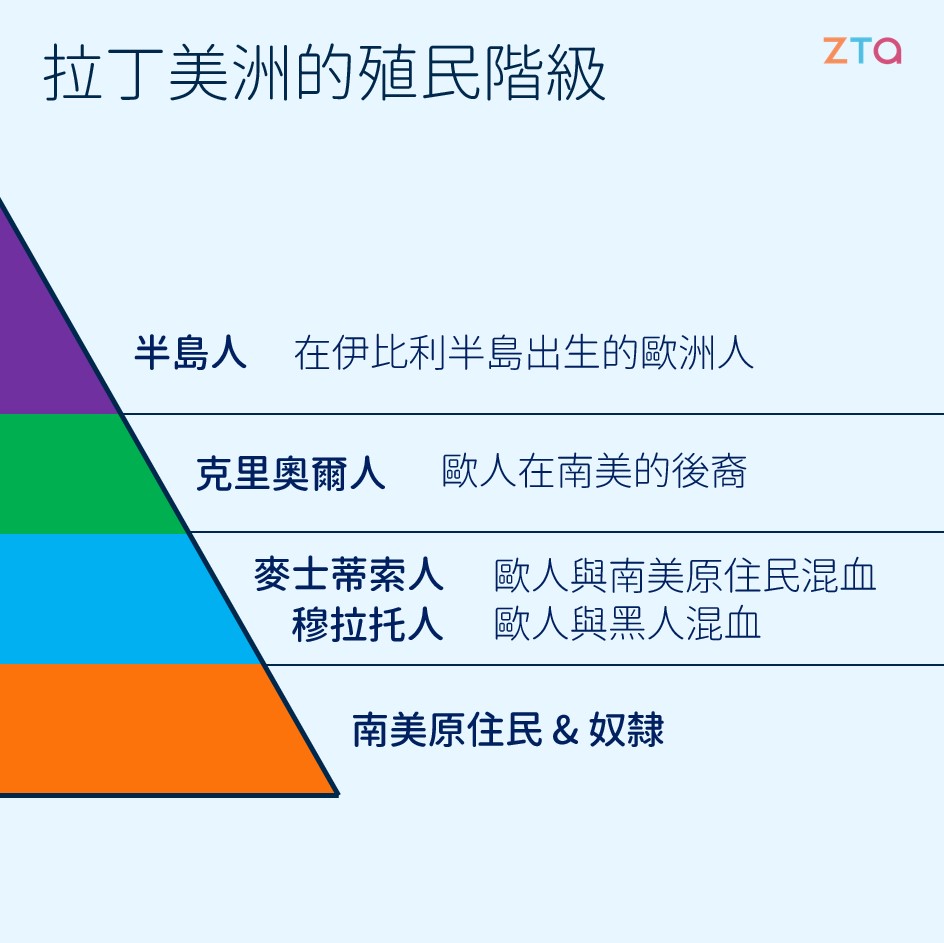 拉丁美洲的殖民階級
ZTA
半島人 在伊比利半島出生的歐洲人
克里奧爾人 歐人在南美的後裔
麥士蒂索人 歐人與南美原住民混血
穆拉托人 歐人與黑人混血
南美原住民 & 奴隸